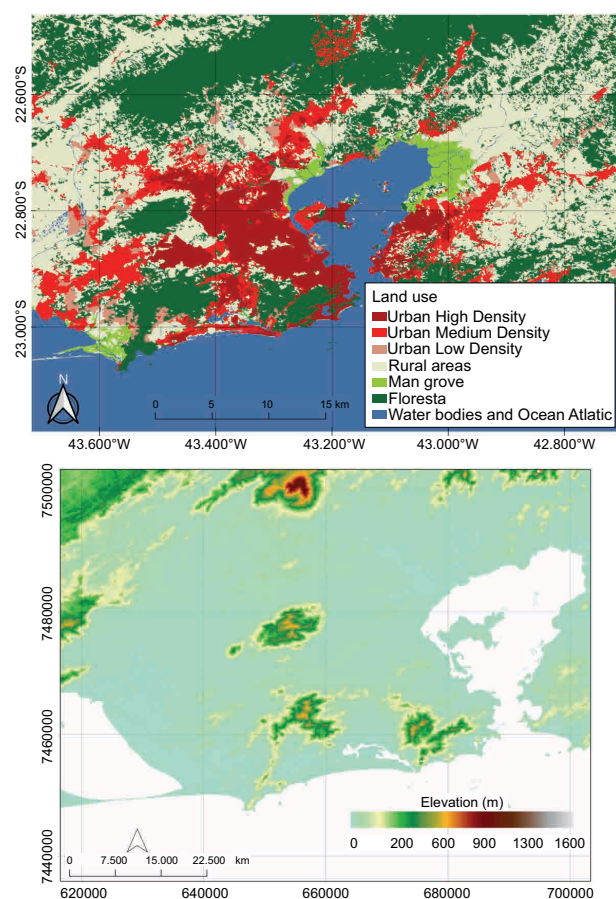 22.600°S
22.800°S
23.000°S
Land use
Urban High Density
Urban Medium Density
Urban Low Density
Rural areas
Man grove
Floresta
Water bodies and Ocean Atlatic
N
0 5 10 15 km
43.600°W 43.400°W 43.200°W 43.000°W 42.800°W
7500000
7480000
7460000
7440000
Elevation (m)
0 200 600 900 1300 1600
0 7.500 15.000 22.500 km
620000 640000 660000 680000 700000